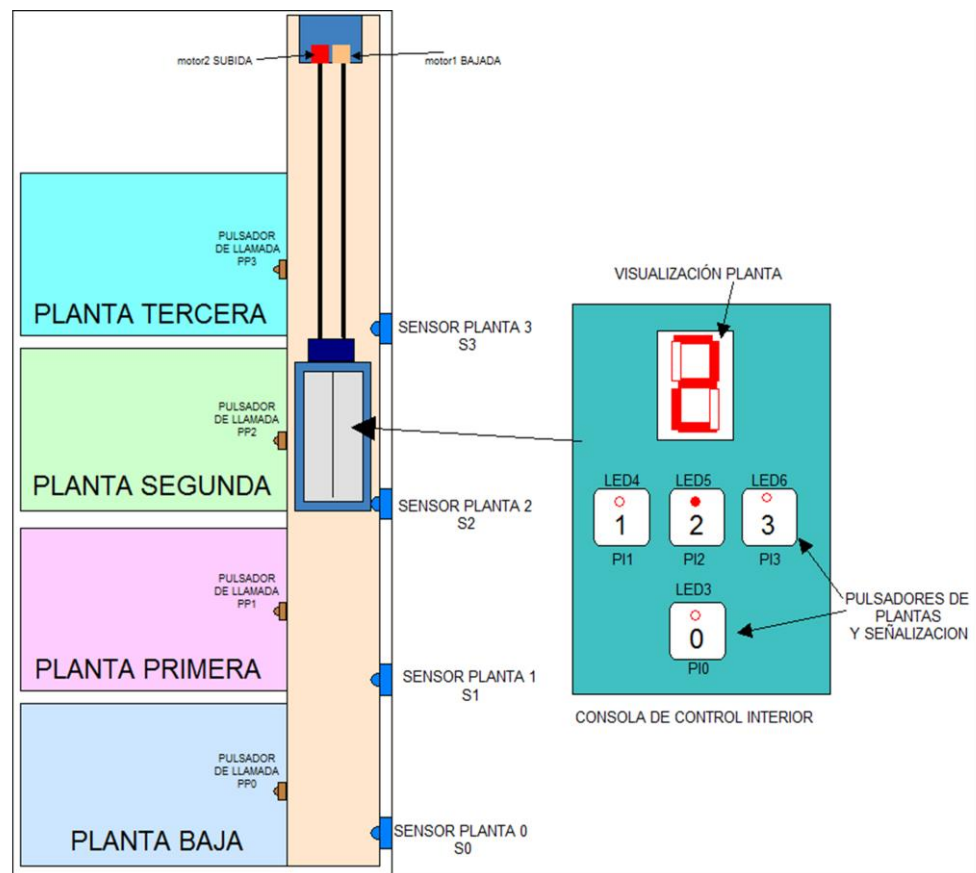 motor2 SUBIDA
motor1 BAJADA
PULSADOR
DE LLAMADA
PP3
PLANTA TERCERA
SENSOR PLANTA 3
S3
PULSADOR
DE LLAMADA
PP2
PLANTA SEGUNDA
SENSOR PLANTA 2
S2
PULSADOR
DE LLAMADA
PP1
PLANTA PRIMERA
SENSOR PLANTA 1
S1
PULSADOR
DE LLAMADA
PP0
PLANTA BAJA
SENSOR PLANTA 0
S0
VISUALIZACIÓN PLANTA
2
LED4 LED5 LED6
1 2 3
PI1 PI2 PI3
LED3
0
PI0
PULSADORES DE
PLANTAS
Y SEÑALIZACION
CONSOLA DE CONTROL INTERIOR